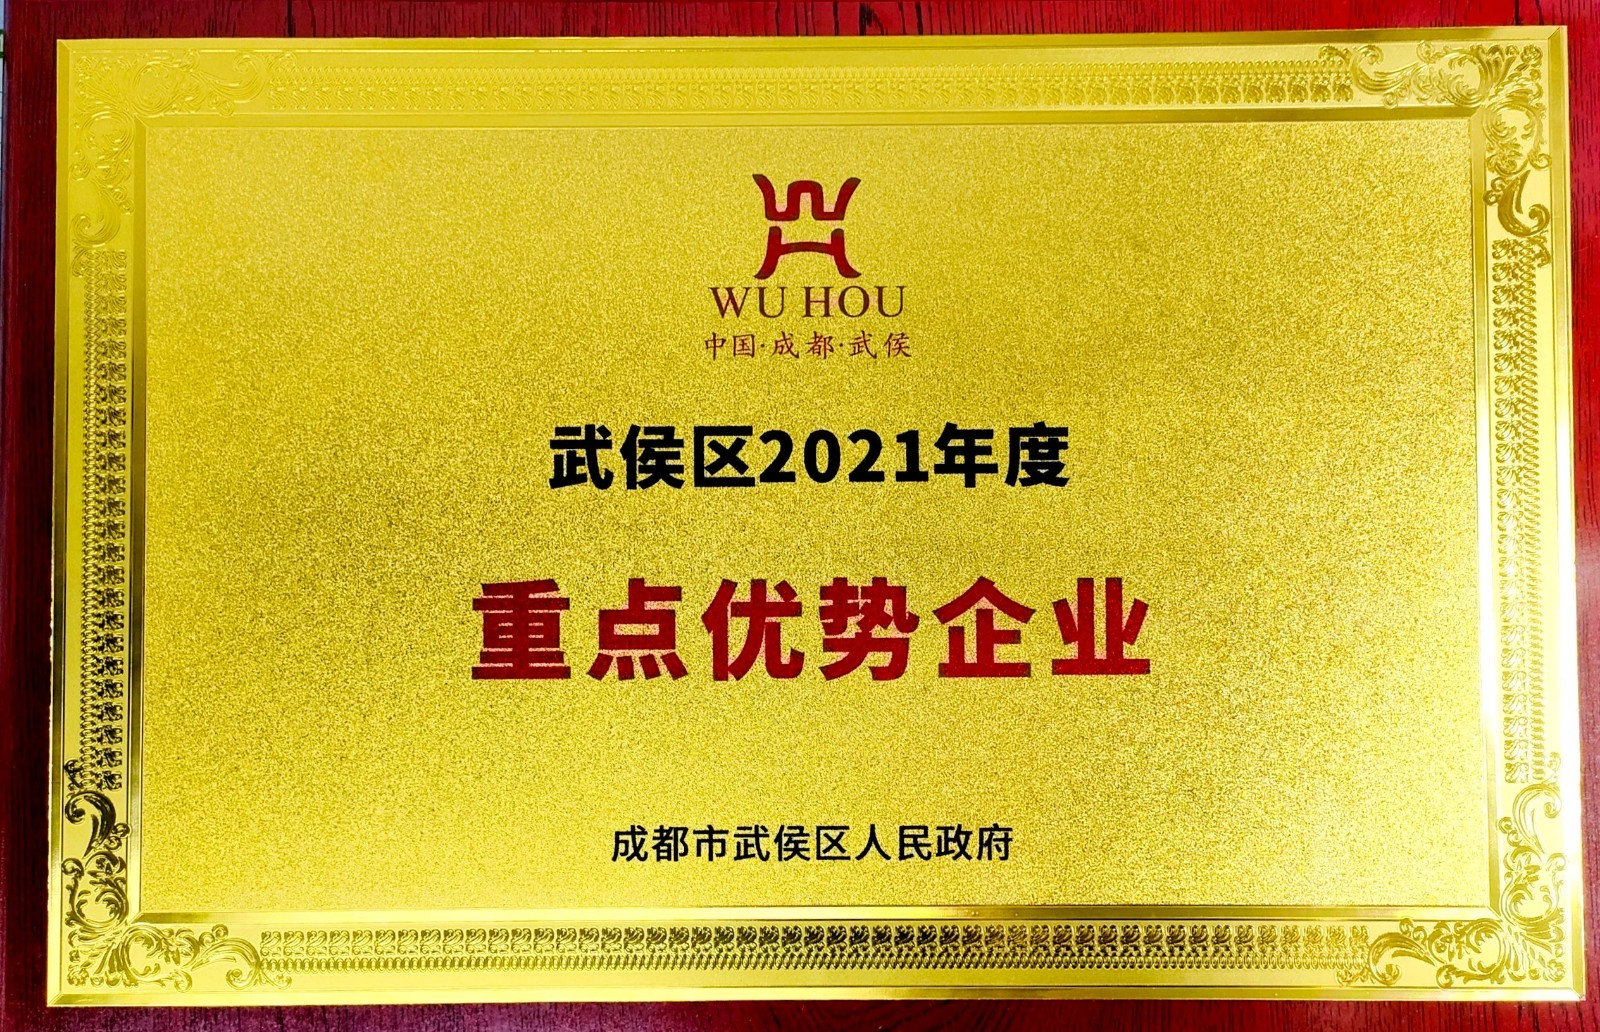 WU HOU
中国·成都·武侯
武侯区2021年度
重点优势企业
成都市武侯区人民政府